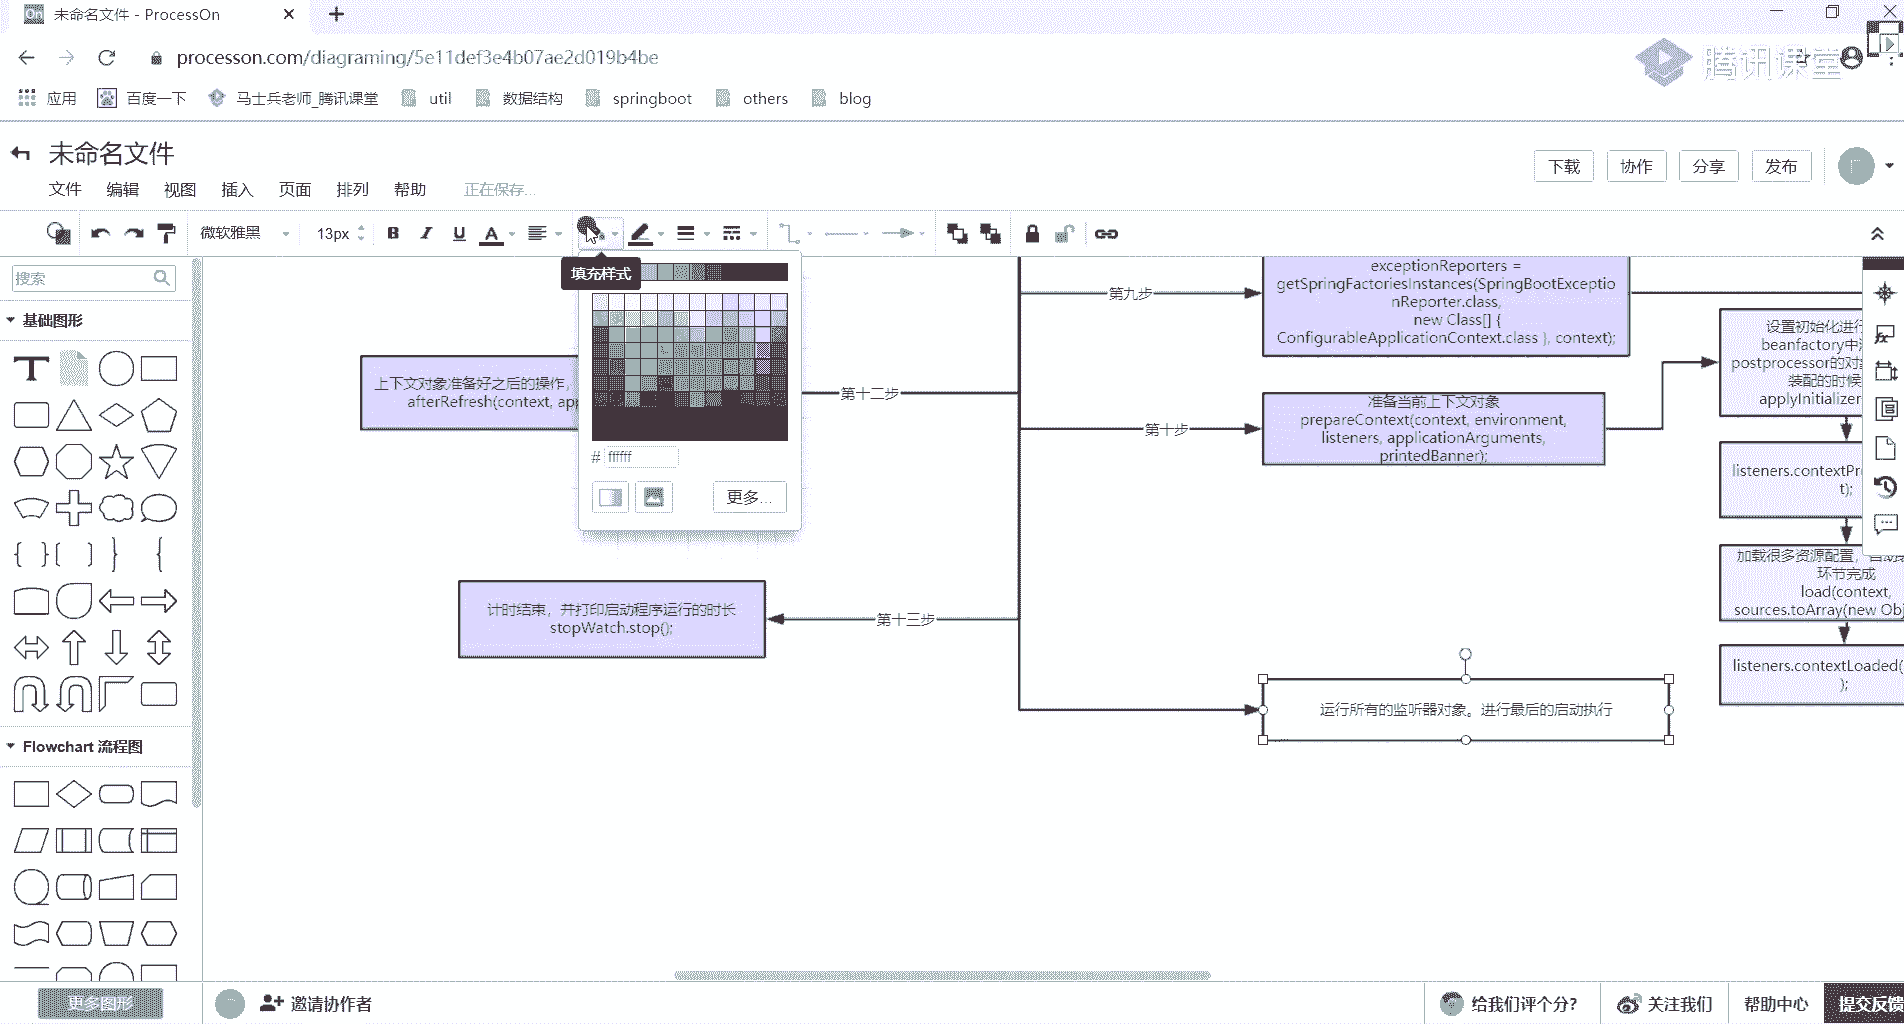 未命名文件 - ProcessOn
processon.com/diagraming/5e11def3e4b07ae2d019b4be
腾讯课堂
应用
百度一下
马士兵老师_腾讯课堂
util
数据结构
springboot
others
blog
未命名文件
文件
编辑
视图
插入
页面
排列
帮助
正在保存...
下载
协作
分享
发布
微软雅黑
13px
填充样式
搜索
基础图形
# ffffff
更多...
exceptionReporters =
getSpringFactoriesInstances(SpringBootExceptio
nReporter.class,
new Class[] {
ConfigurableApplicationContext.class }, context);
第九步
设置初始化进行
beanfactory中
postprocessor的对
装配的时候
applyInitializer
上下文对象准备好之后的操作,
afterRefresh(context, ap
第十二步
第十步
准备当前上下文对象
prepareContext(context, environment,
listeners, applicationArguments,
printedBanner);
listeners.contextPr
t);
加载很多资源配置,
环节完成
load(context,
sources.toArray(new Obj
计时结束,并打印启动程序运行的时长
stopWatch.stop();
第十三步
listeners.contextLoaded(
);
运行所有的监听器对象。进行最后的启动执行
Flowchart 流程图
更多图形
邀请协作者
给我们评个分?
关注我们
帮助中心
提交反馈